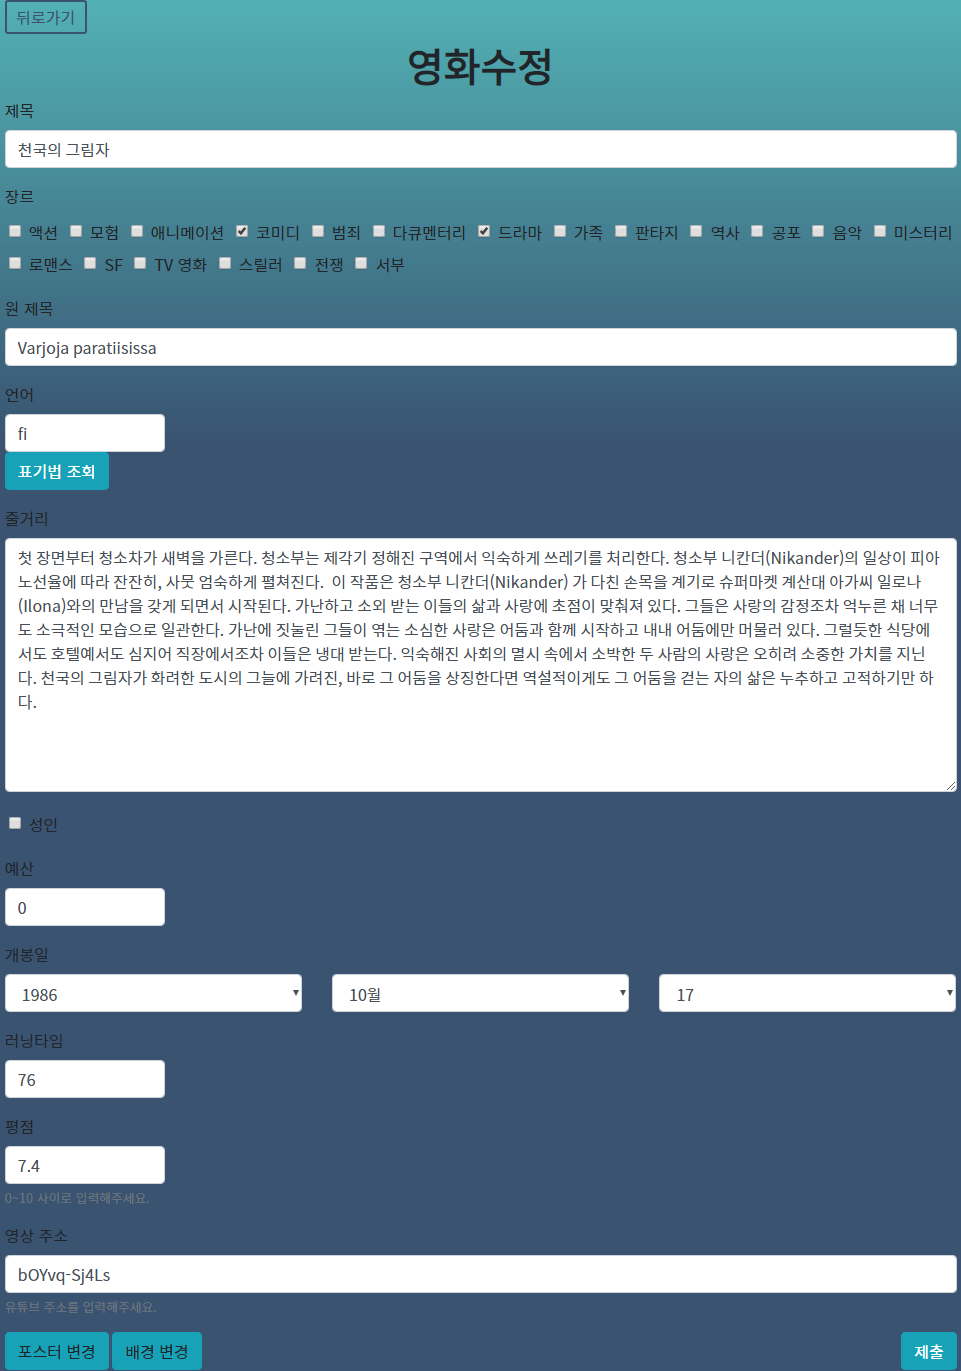 뒤로가기
영화수정
제목
천국의 그림자
장르
액션 모험 애니메이션 코미디 범죄 다큐멘터리 드라마 가족 판타지 역사 공포 음악 미스터리
로맨스 SF TV 영화 스릴러 전쟁 서부
원 제목
Varjoja paratiisissa
언어
fi
표기법 조회
줄거리
첫 장면부터 청소차가 새벽을 가른다. 청소부는 제각기 정해진 구역에서 익숙하게 쓰레기를 처리한다. 청소부 니칸더(Nikander)의 일상이 피아
노선율에 따라 잔잔히, 사뭇 엄숙하게 펼쳐진다. 이 작품은 청소부 니칸더(Nikander) 가 다친 손목을 계기로 슈퍼마켓 계산대 아가씨 일로나
(Ilona)와의 만남을 갖게 되면서 시작된다. 가난하고 소외 받는 이들의 삶과 사랑에 초점이 맞춰져 있다. 그들은 사랑의 감정조차 억누른 채 너무
도 소극적인 모습으로 일관한다. 가난에 짓눌린 그들이 엮는 소심한 사랑은 어둠과 함께 시작하고 내내 어둠에만 머물러 있다. 그럴듯한 식당에
서도 호텔에서도 심지어 직장에서조차 이들은 냉대 받는다. 익숙해진 사회의 멸시 속에서 소박한 두 사람의 사랑은 오히려 소중한 가치를 지닌
다. 천국의 그림자가 화려한 도시의 그늘에 가려진, 바로 그 어둠을 상징한다면 역설적이게도 그 어둠을 걷는 자의 삶은 누추하고 고적하기만 하
다.
성인
예산
0
개봉일
1986 10월 17
러닝타임
76
평점
7.4
0~10 사이로 입력해주세요.
영상 주소
bOYvq-Sj4Ls
유튜브 주소를 입력해주세요.
포스터 변경 배경 변경 제출